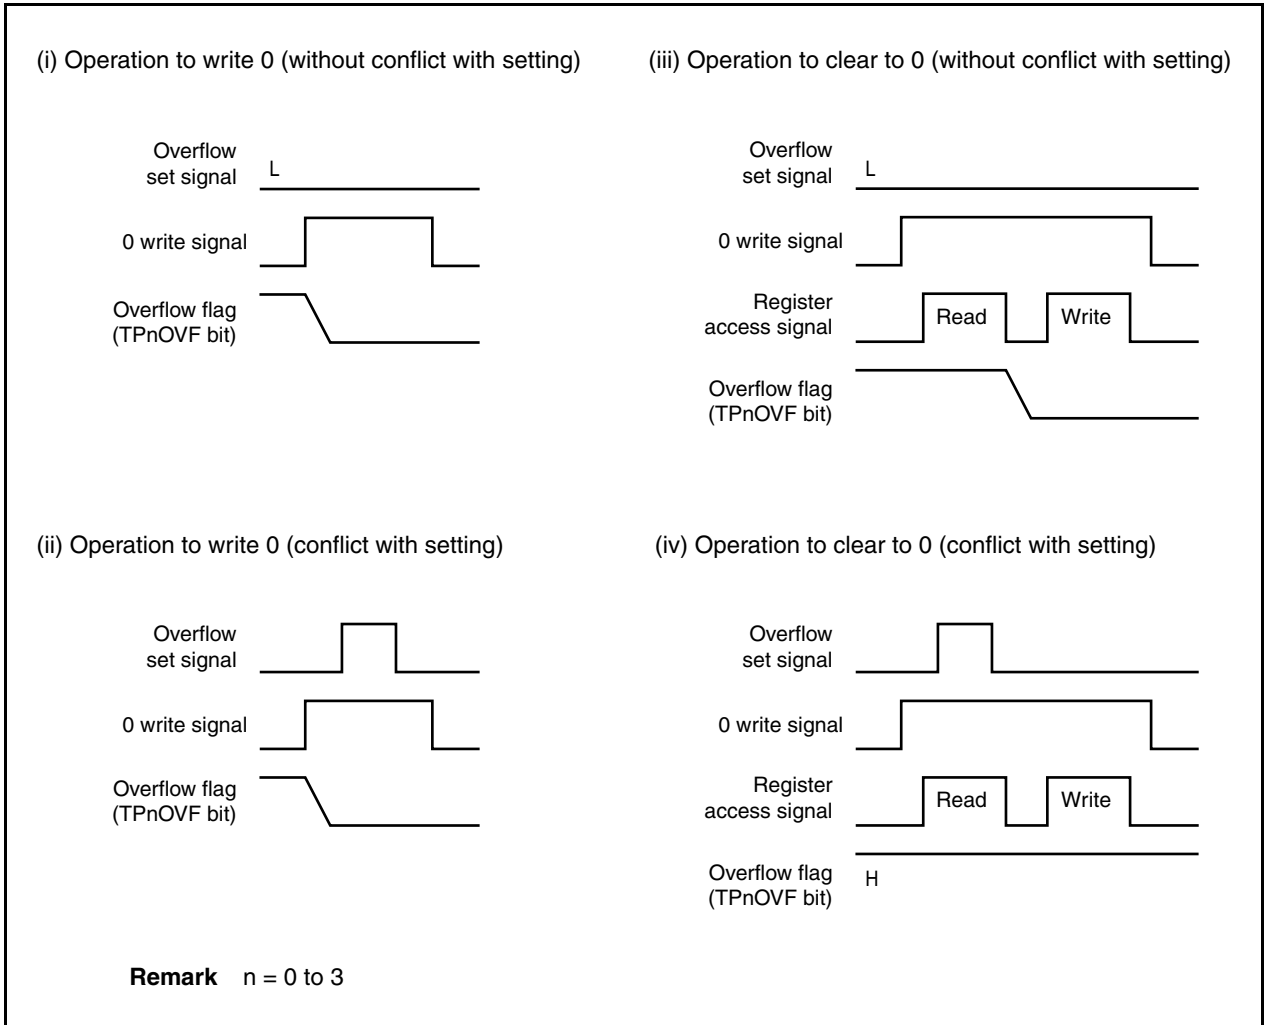 (i) Operation to write 0 (without conflict with setting)
Overflow
set signal
L
0 write signal
Overflow flag
(TPnOVF bit)
(iii) Operation to clear to 0 (without conflict with setting)
Overflow
set signal
L
0 write signal
Register
access signal
Read
Write
Overflow flag
(TPnOVF bit)
(ii) Operation to write 0 (conflict with setting)
Overflow
set signal
0 write signal
Overflow flag
(TPnOVF bit)
(iv) Operation to clear to 0 (conflict with setting)
Overflow
set signal
0 write signal
Register
access signal
Read
Write
Overflow flag
(TPnOVF bit)
H
Remark n = 0 to 3